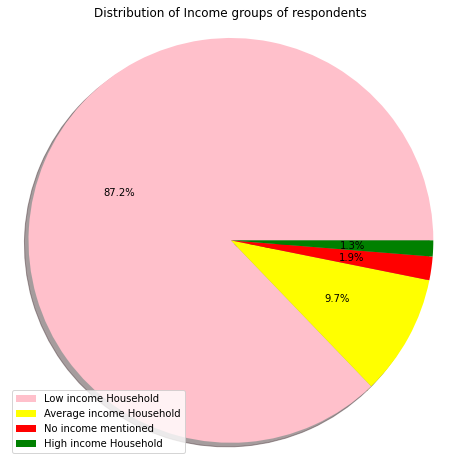 Distribution of Income groups of respondents
87.2%
1.3%
1.9%
9.7%
Low income Household
Average income Household
No income mentioned
High income Household